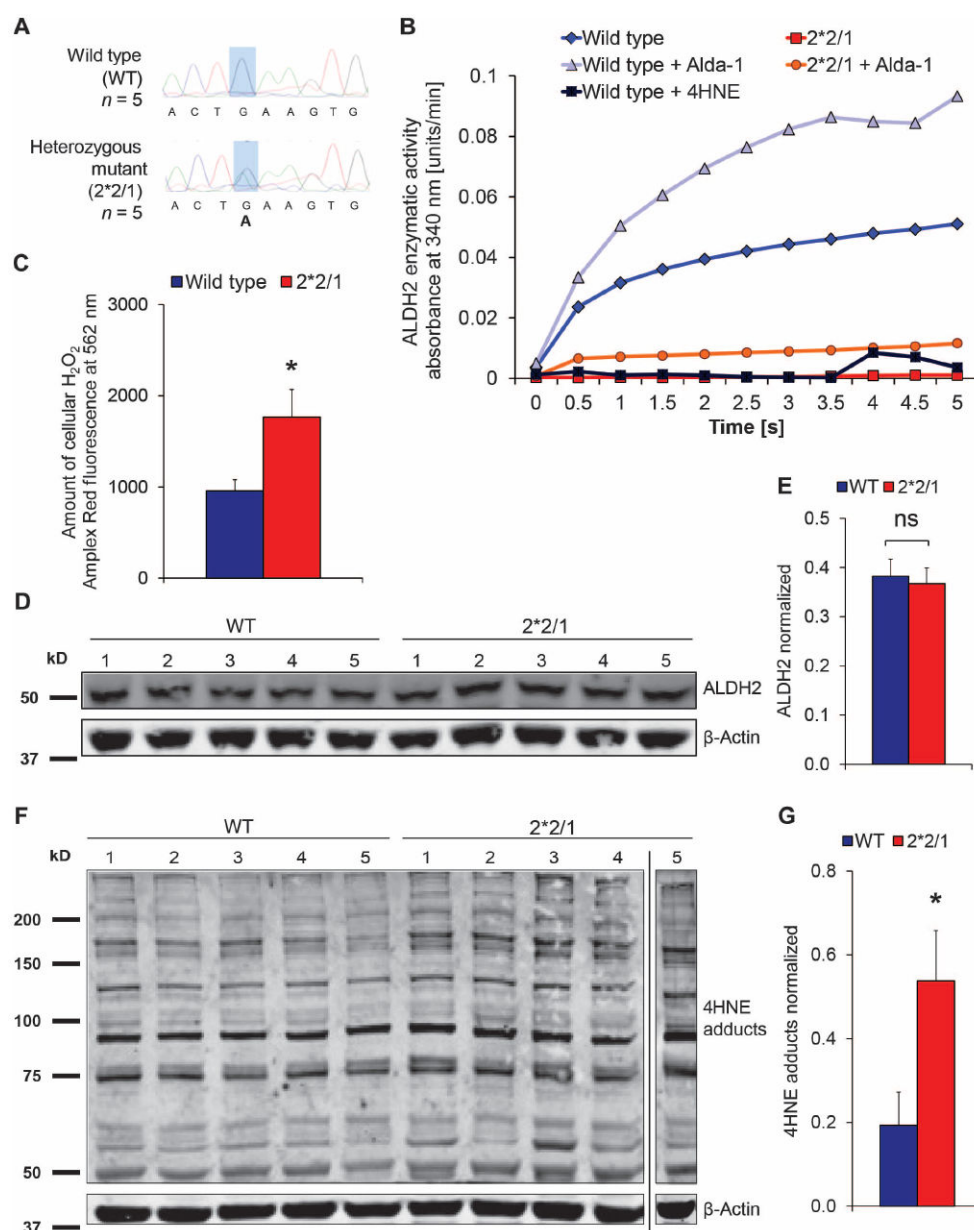 A
Wild type
(WT)
n = 5
A C T G A A G T G
Heterozygous
mutant
(2*2/1)
n = 5
A C T G A A G T G
A
B
Wild type
2*2/1
Wild type + Alda-1
2*2/1 + Alda-1
Wild type + 4HNE
ALDH2 enzymatic activity
absorbance at 340 nm [units/min]
0.1
0.08
0.06
0.04
0.02
0
0 0.5 1 1.5 2 2.5 3 3.5 4 4.5 5
Time [s]
C
Wild type 2*2/1
Amount of cellular H₂O₂
Amplex Red fluorescence at 562 nm
3000
2000
1000
0
*
D
WT 2*2/1
kD 1 2 3 4 5 1 2 3 4 5
50 ALDH2
β-Actin
37
E
WT 2*2/1
ALDH2 normalized
0.5
0.4
0.3
0.2
0.1
0.0
ns
F
WT 2*2/1
kD 1 2 3 4 5 1 2 3 4 5
200
150
100
75
50
4HNE
adducts
β-Actin
37
G
WT 2*2/1
4HNE adducts normalized
0.8
0.6
0.4
0.2
0.0
*